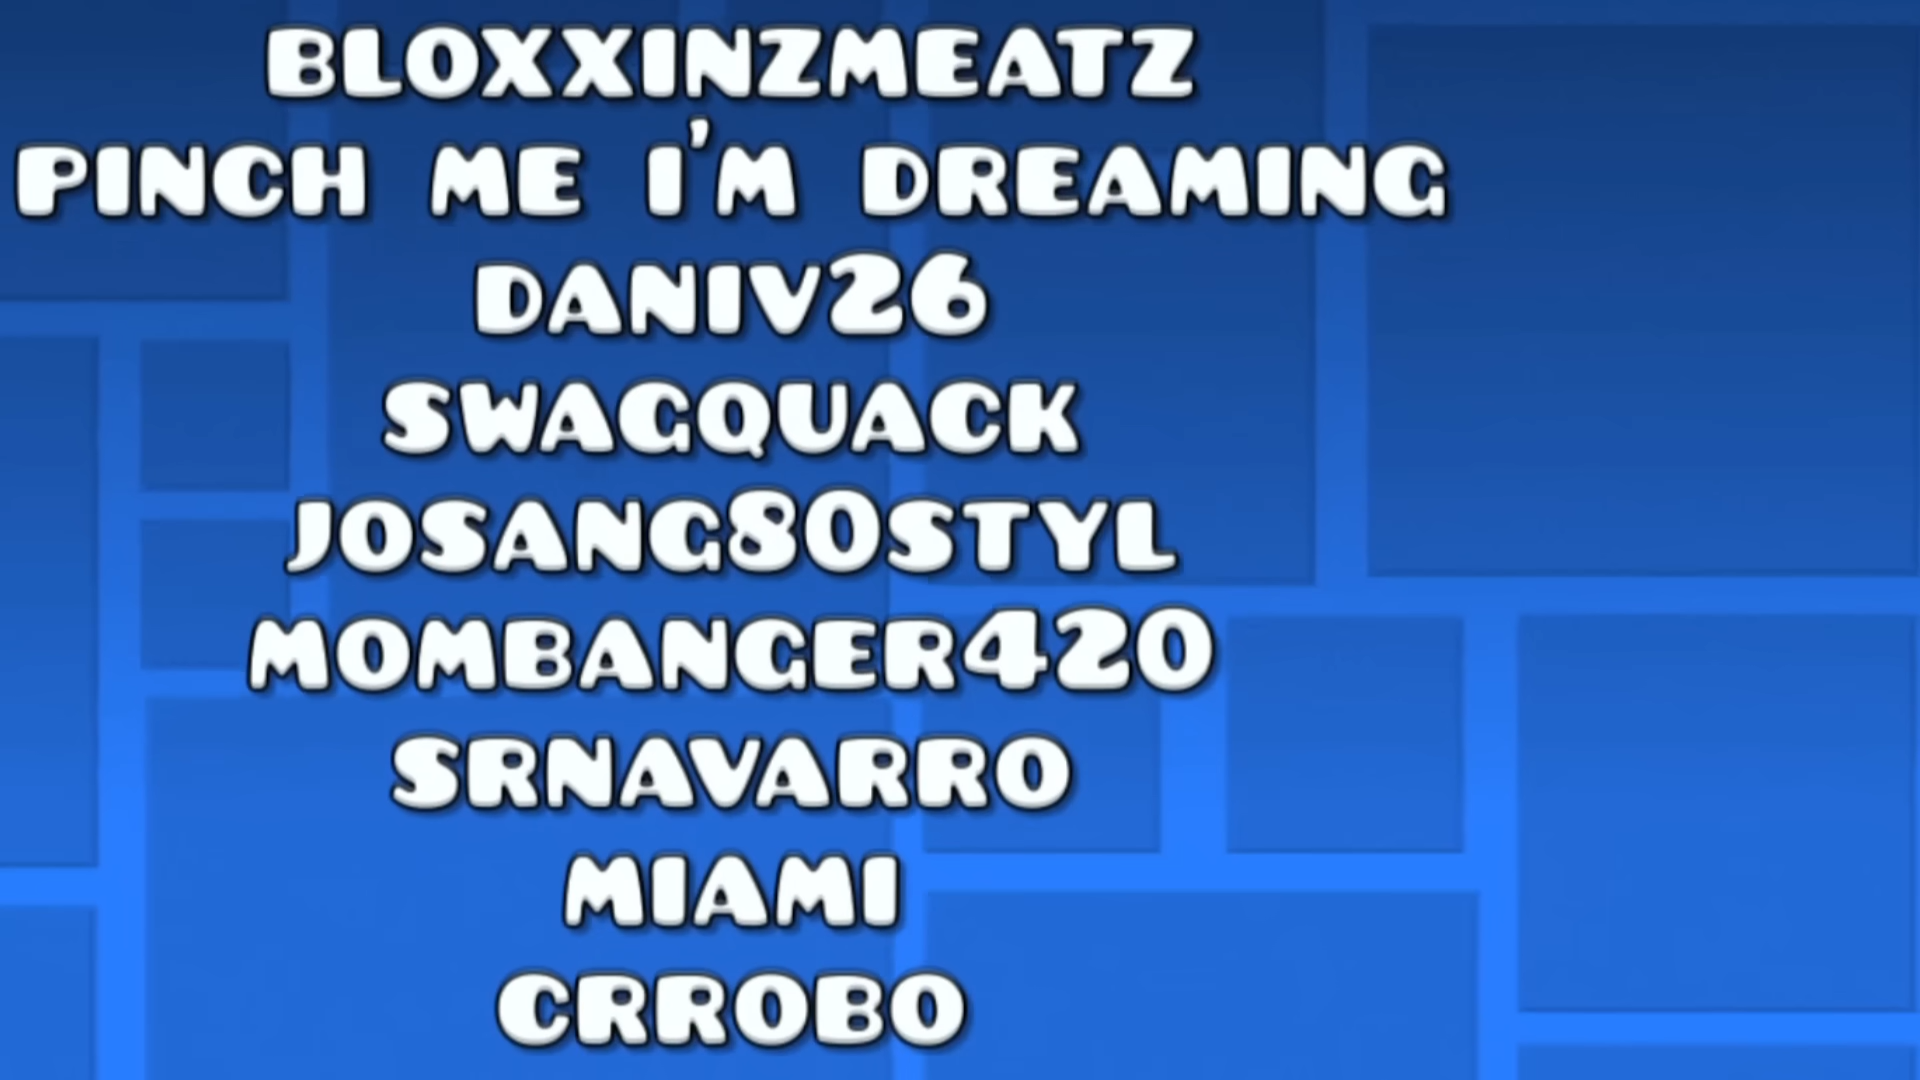 BLOXXINZMEATZ
PINCH ME I'M DREAMING
DANIV26
SWAGQUACK
JOSANG80STYL
MOMBANGER420
SRNAVARRO
MIAMI
CRROBO